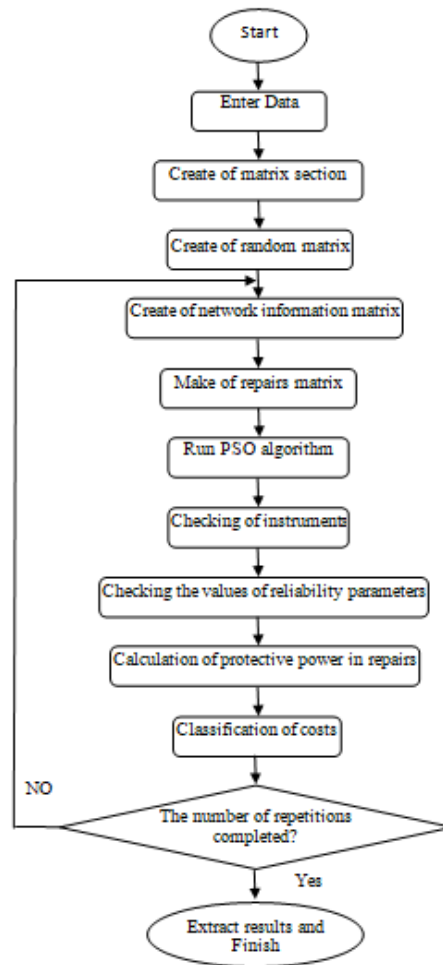 Start
Enter Data
Create of matrix section
Create of random matrix
Create of network information matrix
Make of repairs matrix
Run PSO algorithm
Checking of instruments
Checking the values of reliability parameters
Calculation of protective power in repairs
Classification of costs
NO
The number of repetitions
completed?
Yes
Extract results and
Finish